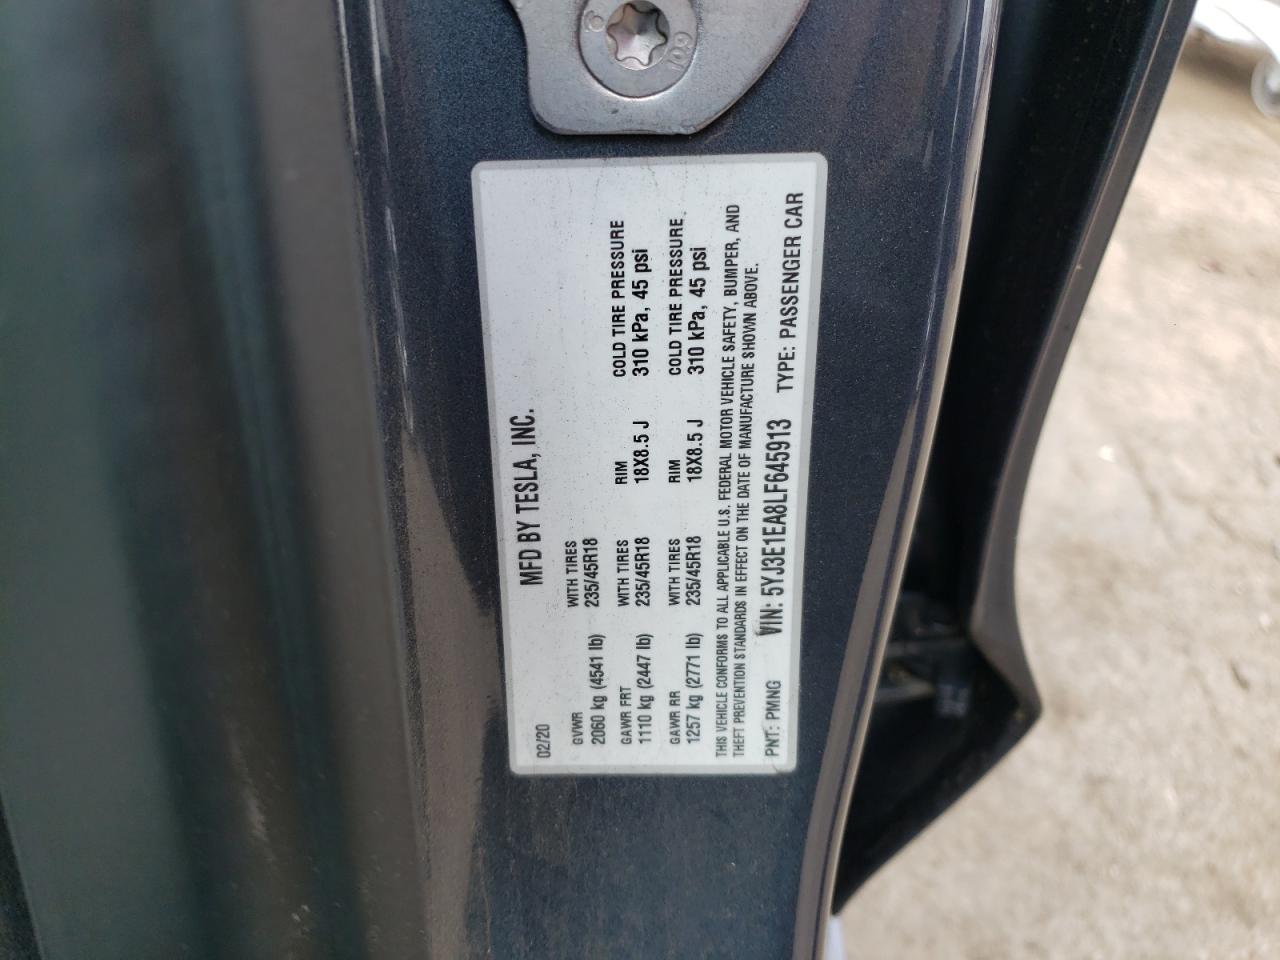 MFD BY TESLA, INC.
02/20
GVWR WITH TIRES
2060 kg (4541 lb) 235/45R18
GAWR FRT WITH TIRES RIM COLD TIRE PRESSURE
1110 kg (2447 lb) 235/45R18 18X8.5 J 310 kPa, 45 psi
GAWR RR WITH TIRES RIM COLD TIRE PRESSURE
1257 kg (2771 lb) 235/45R18 18X8.5 J 310 kPa, 45 psi
THIS VEHICLE CONFORMS TO ALL APPLICABLE U.S. FEDERAL MOTOR VEHICLE SAFETY, BUMPER, AND
THEFT PREVENTION STANDARDS IN EFFECT ON THE DATE OF MANUFACTURE SHOWN ABOVE.
PNT: PMNG VIN: 5YJ3E1EA8LF645913 TYPE: PASSENGER CAR
10.9